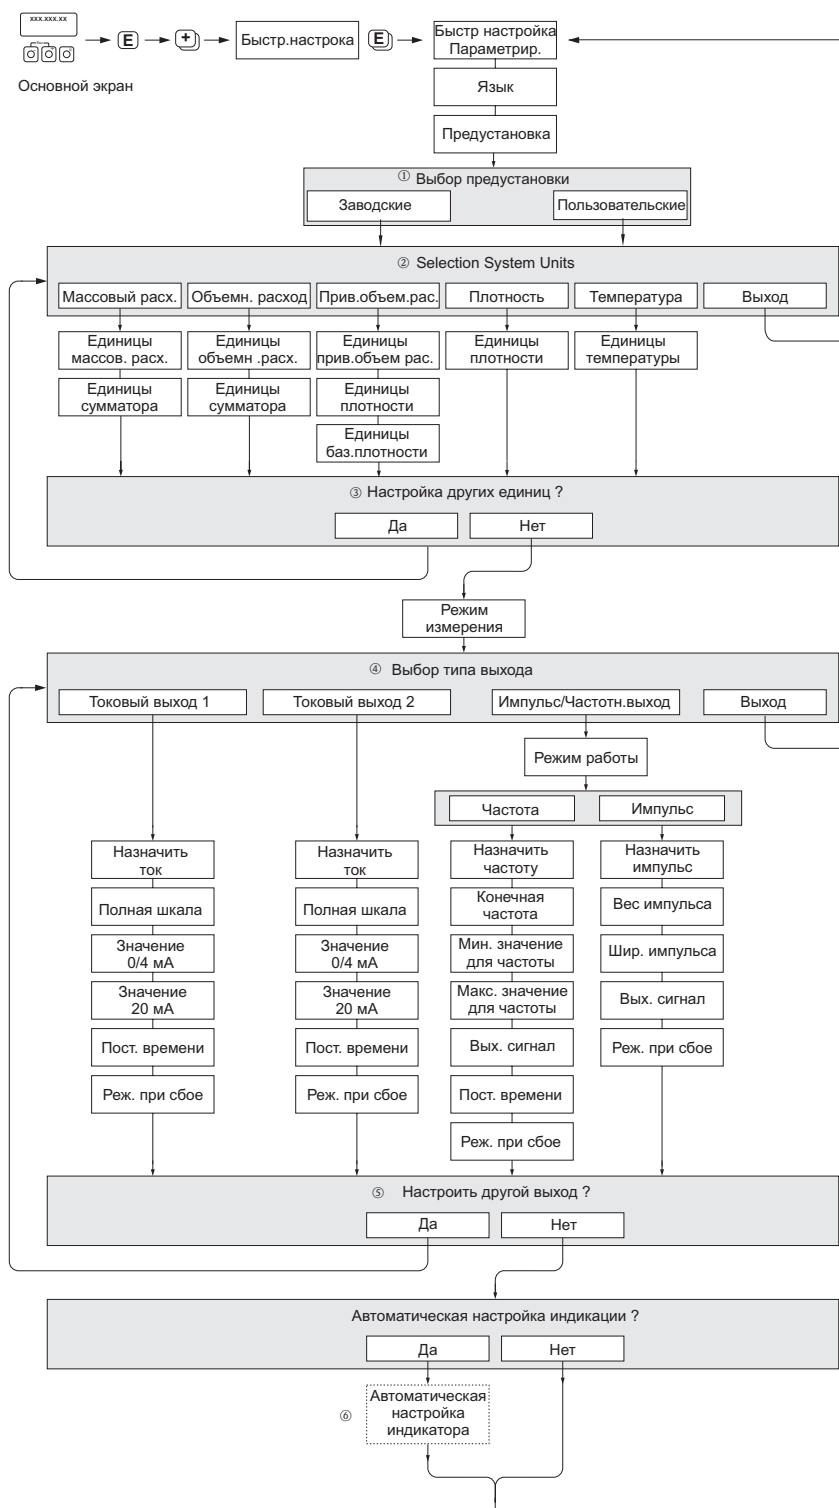 xxx.xxx.xx
Esc
E
+
Быстр.настрока
E
Быстр настройка
Параметрир.
Основной экран
Язык
Предустановка
① Выбор предустановки
Заводские
Пользовательские
② Selection System Units
Массовый расх.
Объемн. расход
Прив.объем.рас.
Плотность
Температура
Выход
Единицы
массов. расх.
Единицы
объемн .расх.
Единицы
прив.объем рас.
Единицы
плотности
Единицы
температуры
Единицы
сумматора
Единицы
сумматора
Единицы
плотности
Единицы
баз.плотности
③ Настройка других единиц ?
Да
Нет
Режим
измерения
④ Выбор типа выхода
Токовый выход 1
Токовый выход 2
Импульс/Частотн.выход
Выход
Режим работы
Частота
Импульс
Назначить
ток
Назначить
ток
Назначить
частоту
Назначить
импульс
Полная шкала
Полная шкала
Конечная
частота
Вес импульса
Значение
0/4 мА
Значение
0/4 мА
Мин. значение
для частоты
Шир. импульса
Значение
20 мА
Значение
20 мА
Макс. значение
для частоты
Вых. сигнал
Пост. времени
Пост. времени
Вых. сигнал
Реж. при сбое
Реж. при сбое
Реж. при сбое
Пост. времени
Реж. при сбое
⑤ Настроить другой выход ?
Да
Нет
Автоматическая настройка индикации ?
Да
Нет
⑥
Автоматическая
настройка
индикатора